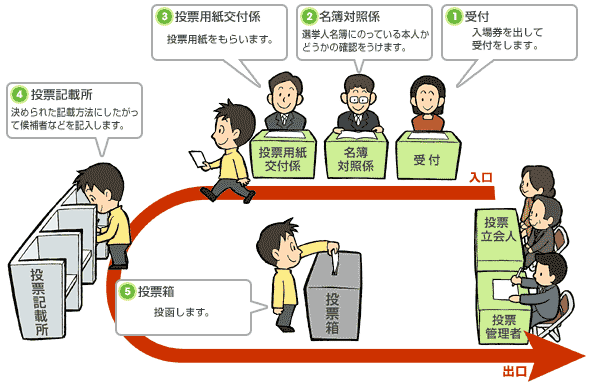 3 投票用紙交付係
投票用紙をもらいます。
2 名簿対照係
選挙人名簿にのっている本人か
どうかの確認をうけます。
1 受付
入場券を出して
受付をします。
4 投票記載所
決められた記載方法にしたがっ
て候補者などを記入します。
投票用紙
交付係
名簿
対照係
受付
入口
投票
立会人
投票記載所
5 投票箱
投函します。
投票箱
投票
管理者
出口